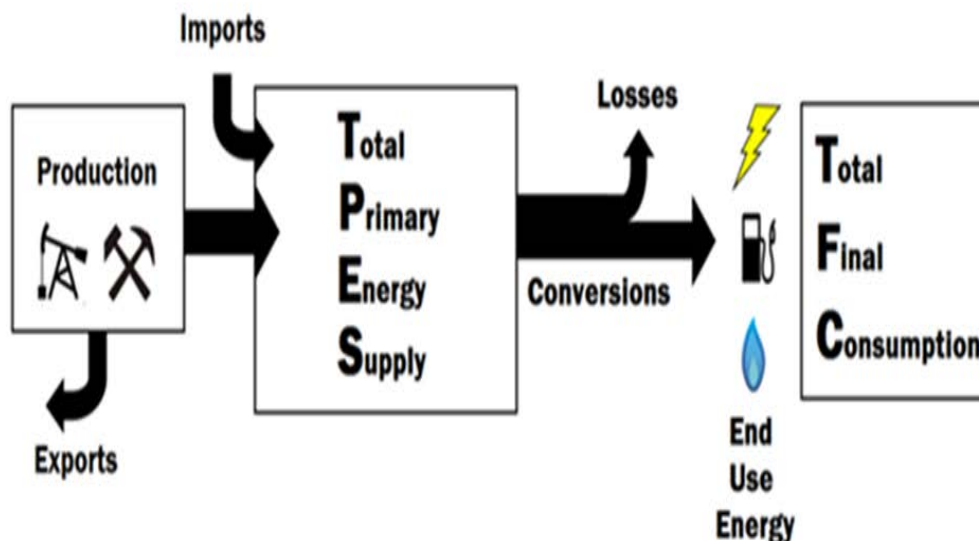 Imports
Production
Exports
Total
Primary
Energy
Supply
Losses
Conversions
End
Use
Energy
Total
Final
Consumption